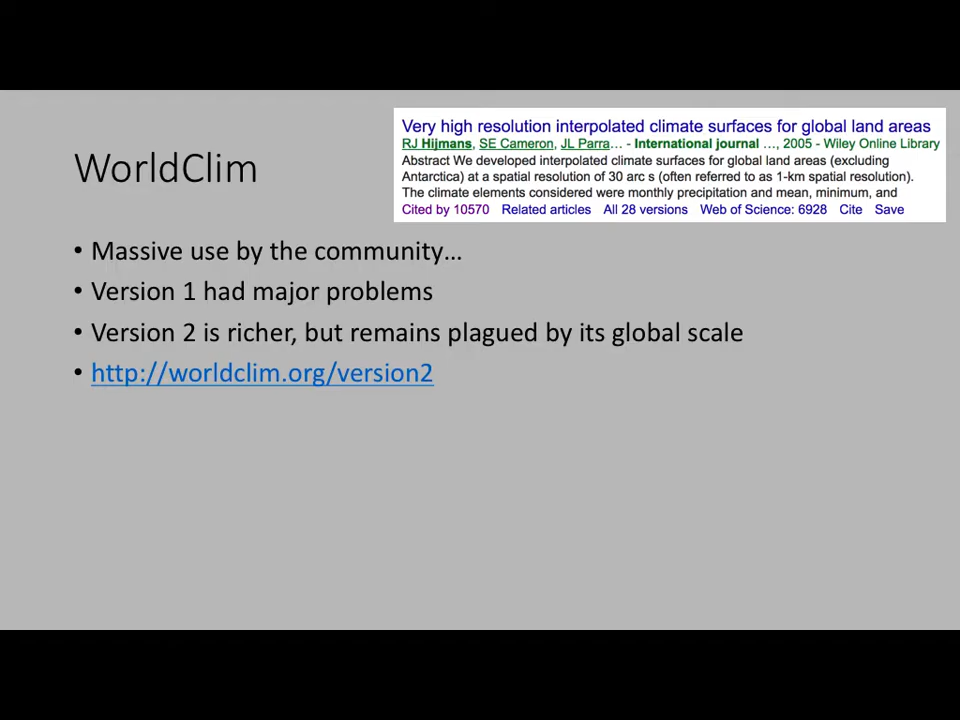 WorldClim
Very high resolution interpolated climate surfaces for global land areas
RJ Hijmans, SE Cameron, JL Parra… - International journal …, 2005 - Wiley Online Library
Abstract We developed interpolated climate surfaces for global land areas (excluding
Antarctica) at a spatial resolution of 30 arc s (often referred to as 1-km spatial resolution).
The climate elements considered were monthly precipitation and mean, minimum, and
Cited by 10570 Related articles All 28 versions Web of Science: 6928 Cite Save
• Massive use by the community…
• Version 1 had major problems
• Version 2 is richer, but remains plagued by its global scale
• http://worldclim.org/version2